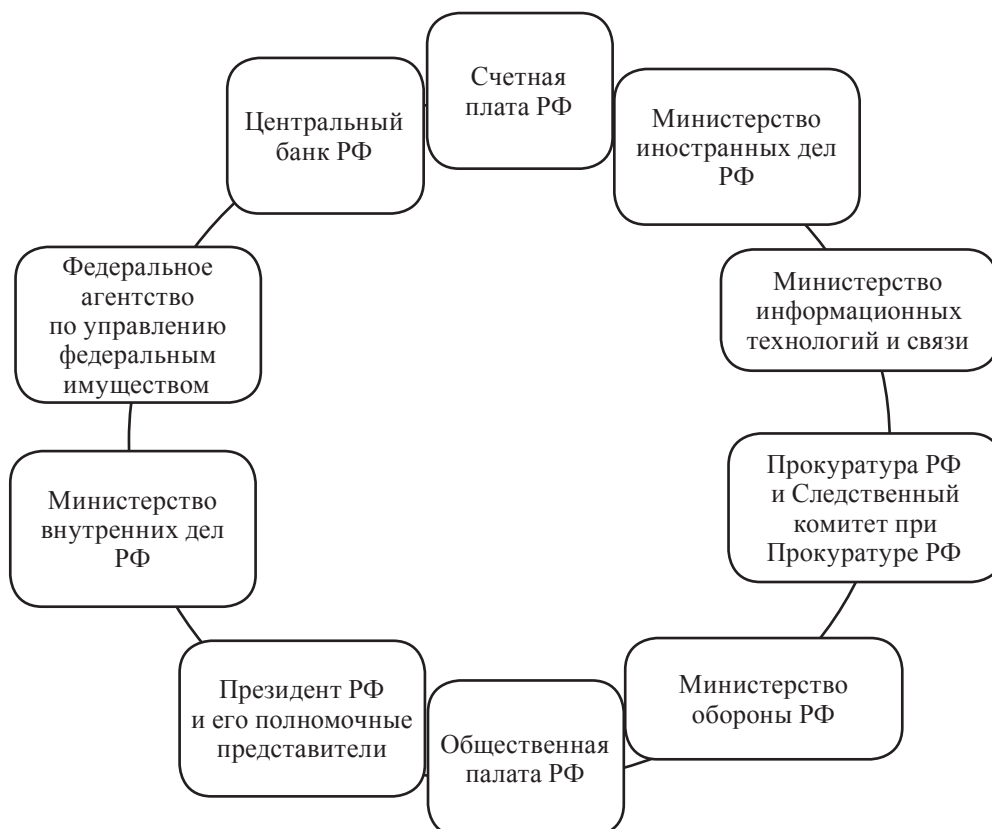 Счетная
плата РФ
Министерство
иностранных дел
РФ
Министерство
информационных
технологий и связи
Прокуратура РФ
и Следственный
комитет при
Прокуратуре РФ
Министерство
обороны РФ
Общественная
палата РФ
Президент РФ
и его полномочные
представители
Министерство
внутренних дел
РФ
Федеральное
агентство
по управлению
федеральным
имуществом
Центральный
банк РФ